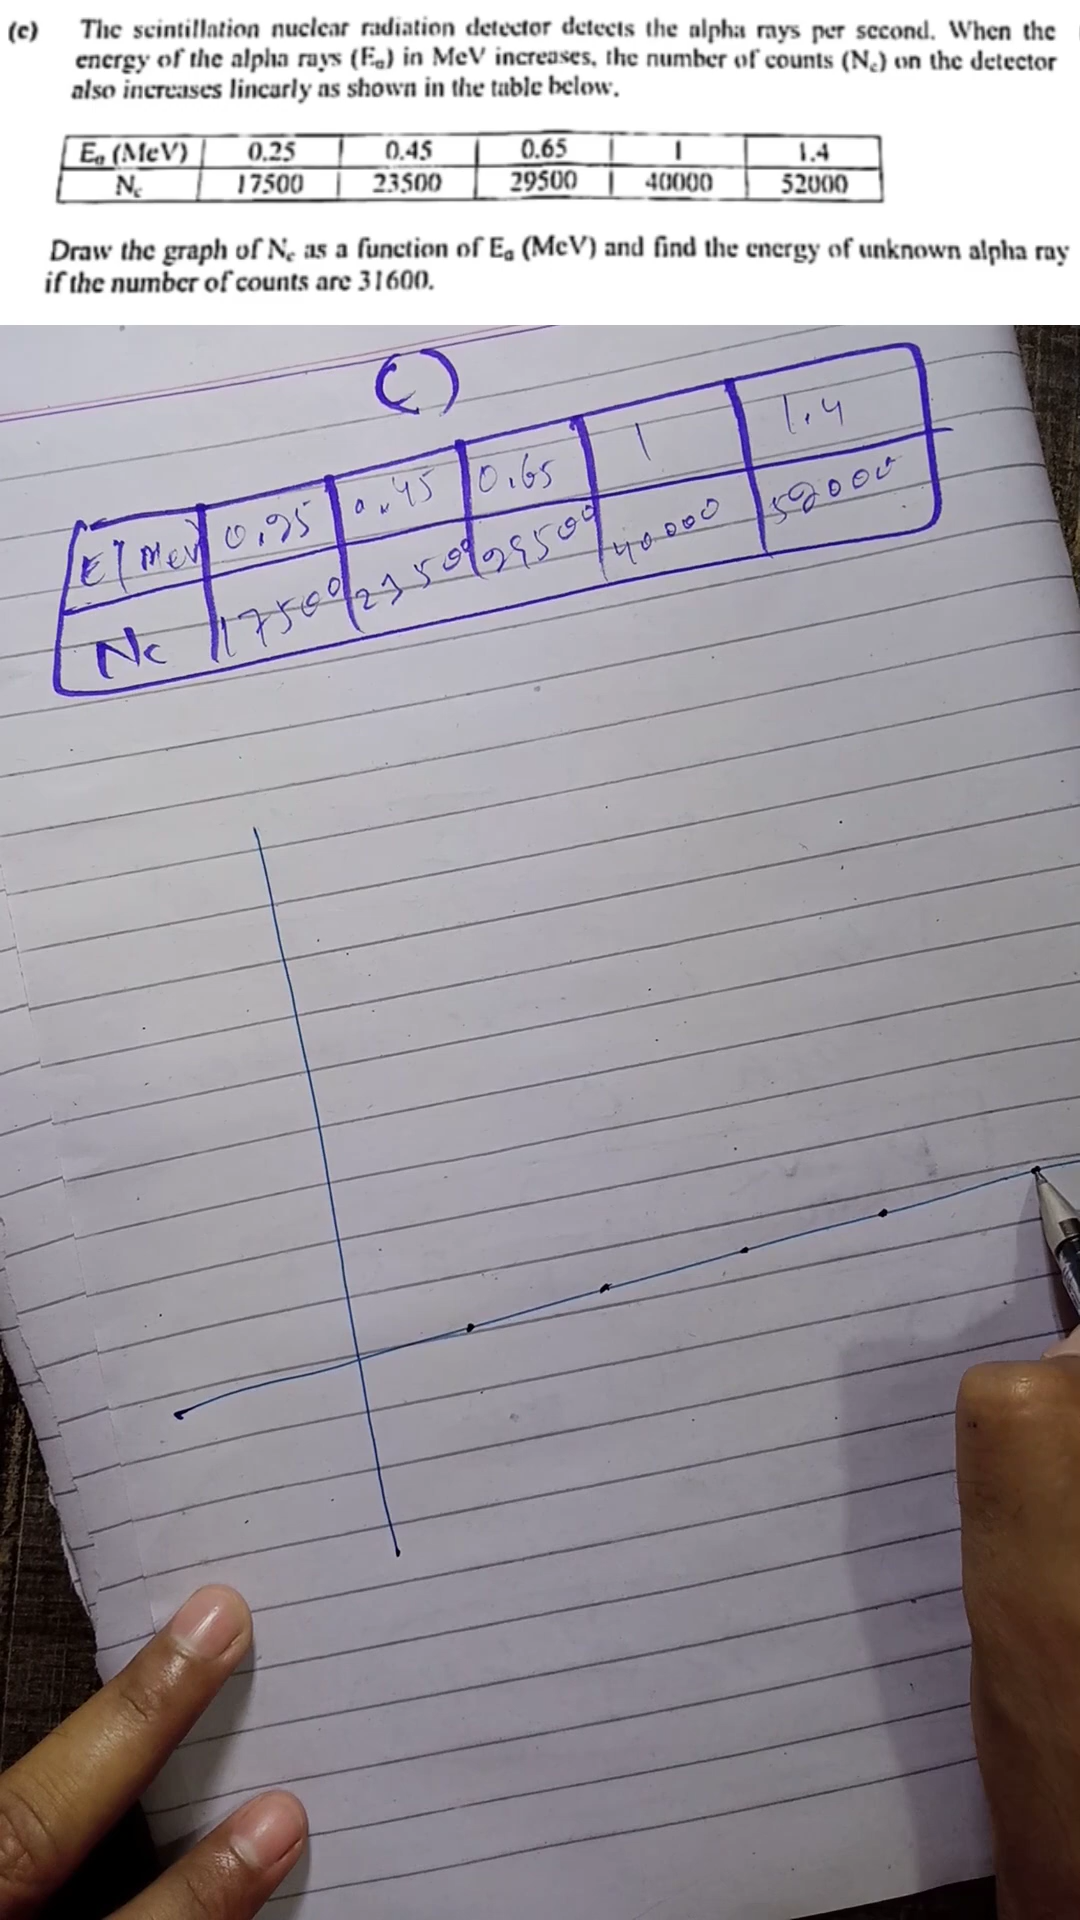 (c) The scintillation nuclear radiation detector detects the alpha rays per second. When the
energy of the alpha rays (Eα) in MeV increases, the number of counts (Nc) on the detector
also increases linearly as shown in the table below.
Eα (MeV) 0.25 0.45 0.65 1 1.4
Nc 17500 23500 29500 40000 52000
Draw the graph of Nc as a function of Eα (MeV) and find the energy of unknown alpha ray
if the number of counts are 31600.
C)
E/MeV 0.25 0.45 0.65 1 1.4
Nc 17500 23500 29500 40000 52000